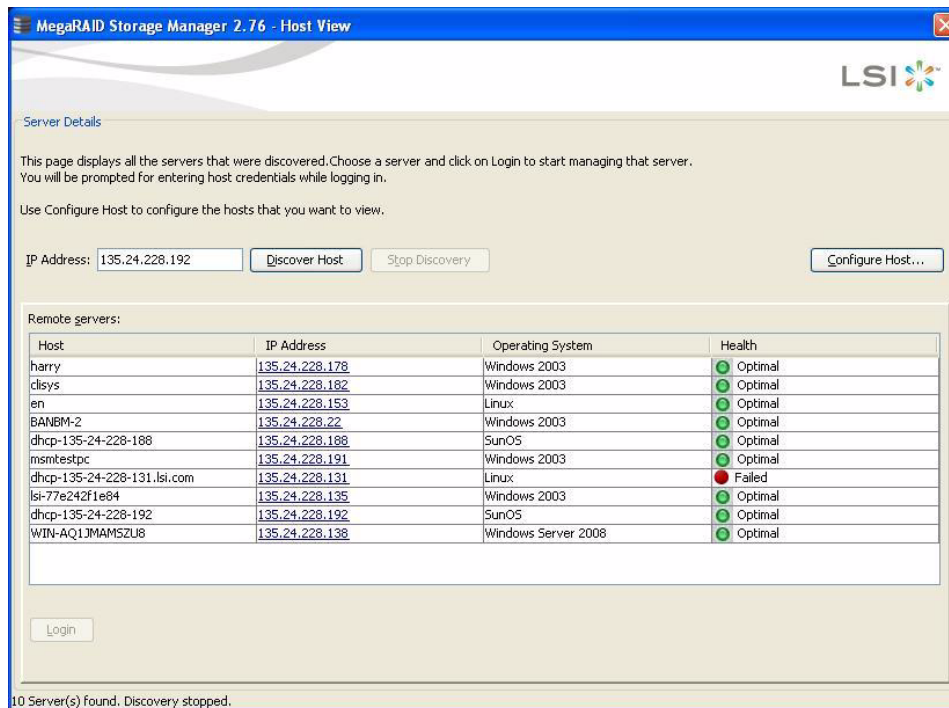 MegaRAID Storage Manager 2.76 - Host View
LSI
Server Details
This page displays all the servers that were discovered.Choose a server and click on Login to start managing that server.
You will be prompted for entering host credentials while logging in.
Use Configure Host to configure the hosts that you want to view.
IP Address: 135.24.228.192 Discover Host Stop Discovery Configure Host...
Remote servers:
Host IP Address Operating System Health
harry 135.24.228.178 Windows 2003 Optimal
clisys 135.24.228.182 Windows 2003 Optimal
en 135.24.228.153 Linux Optimal
BANBM-2 135.24.228.22 Windows 2003 Optimal
dhcp-135-24-228-188 135.24.228.188 SunOS Optimal
msmtestpc 135.24.228.191 Windows 2003 Optimal
dhcp-135-24-228-131.lsi.com 135.24.228.131 Linux Failed
lsi-77e242f1e84 135.24.228.135 Windows 2003 Optimal
dhcp-135-24-228-192 135.24.228.192 SunOS Optimal
WIN-AQ1JMAMSZU8 135.24.228.138 Windows Server 2008 Optimal
Login
10 Server(s) found. Discovery stopped.